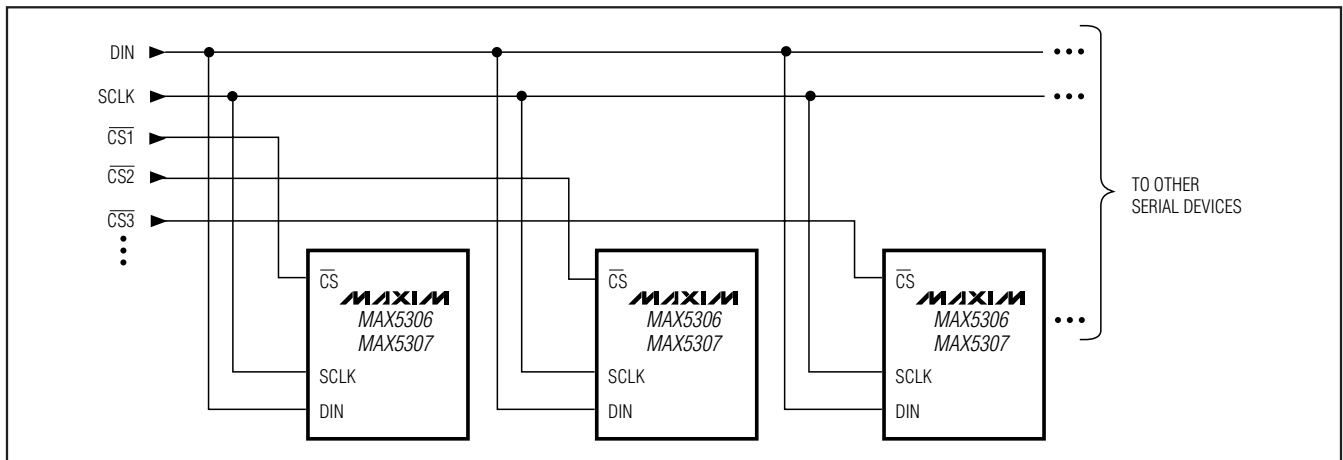 DIN
SCLK
CS1
CS2
CS3
TO OTHER
SERIAL DEVICES
CS
MAXIM
MAX5306
MAX5307
SCLK
DIN
CS
MAXIM
MAX5306
MAX5307
SCLK
DIN
CS
MAXIM
MAX5306
MAX5307
SCLK
DIN